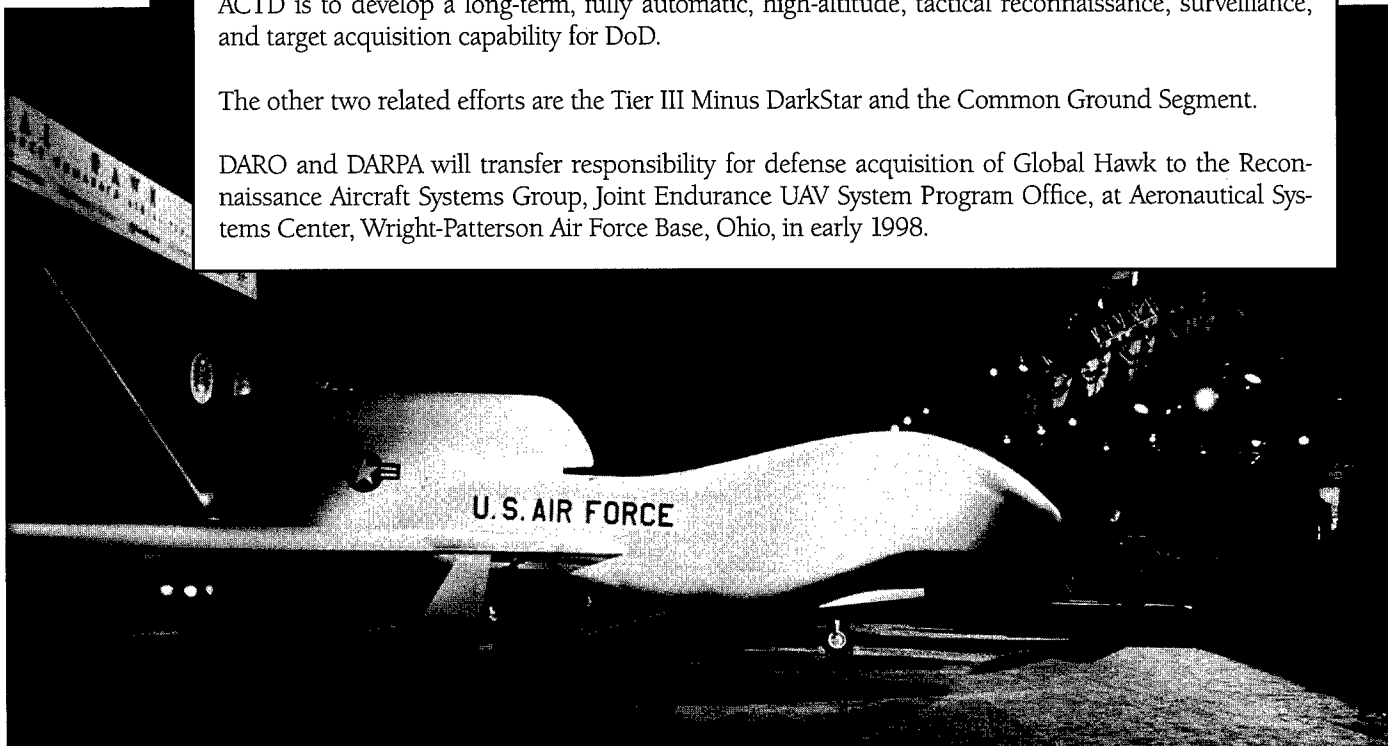 ACTD is to develop a long-term, fully automatic, high-altitude, tactical reconnaissance, surveillance,
and target acquisition capability for DoD.
The other two related efforts are the Tier III Minus DarkStar and the Common Ground Segment.
DARO and DARPA will transfer responsibility for defense acquisition of Global Hawk to the Recon-
naissance Aircraft Systems Group, Joint Endurance UAV System Program Office, at Aeronautical Sys-
tems Center, Wright-Patterson Air Force Base, Ohio, in early 1998.
HAWK
U.S. AIR FORCE